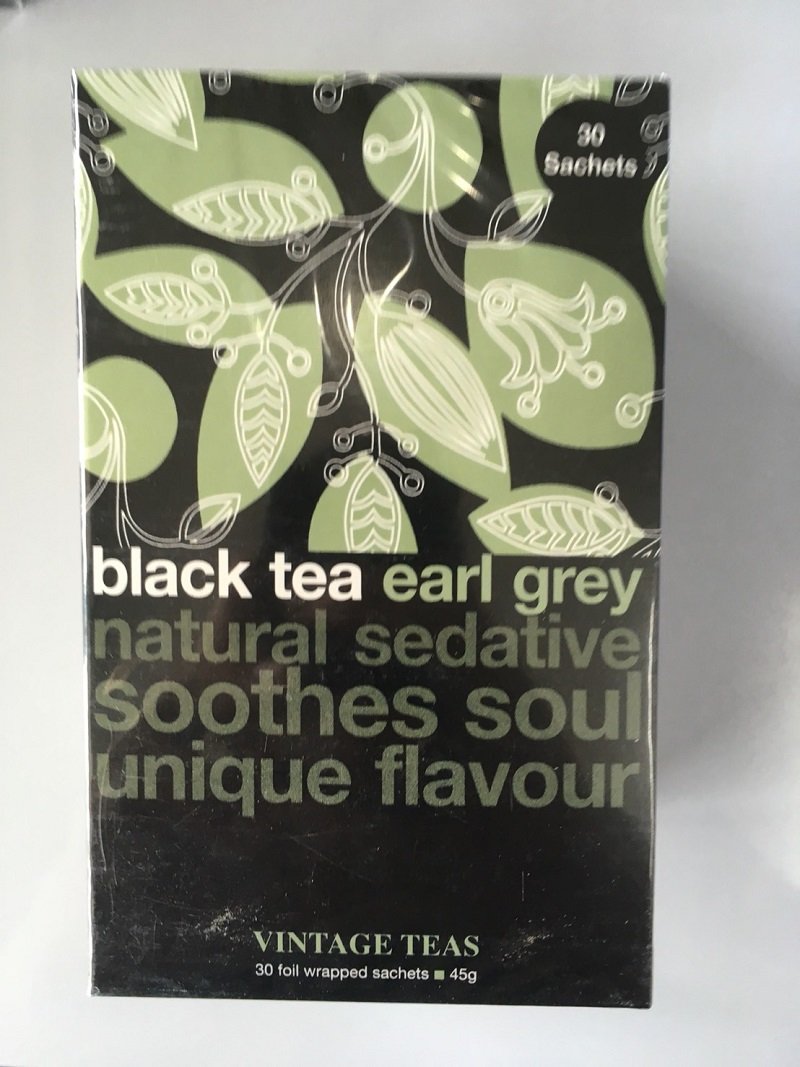 30
Sachets
black tea earl grey
natural sedative
soothes soul
unique flavour
VINTAGE TEAS
30 foil wrapped sachets ■ 45g